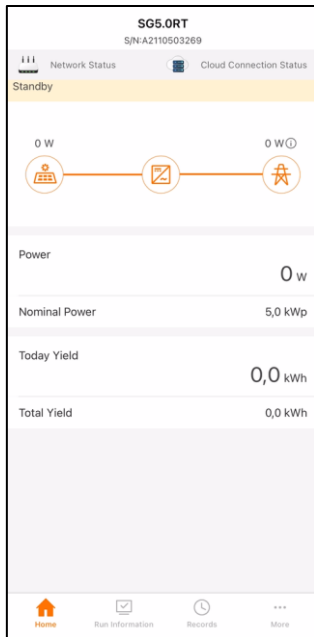 SG5.0RT
S/N:A2110503269
Network Status Cloud Connection Status
Standby
0 W 0 W
Power
0 W
Nominal Power 5,0 kWp
Today Yield
0,0 kWh
Total Yield 0,0 kWh
Home Run Information Records More